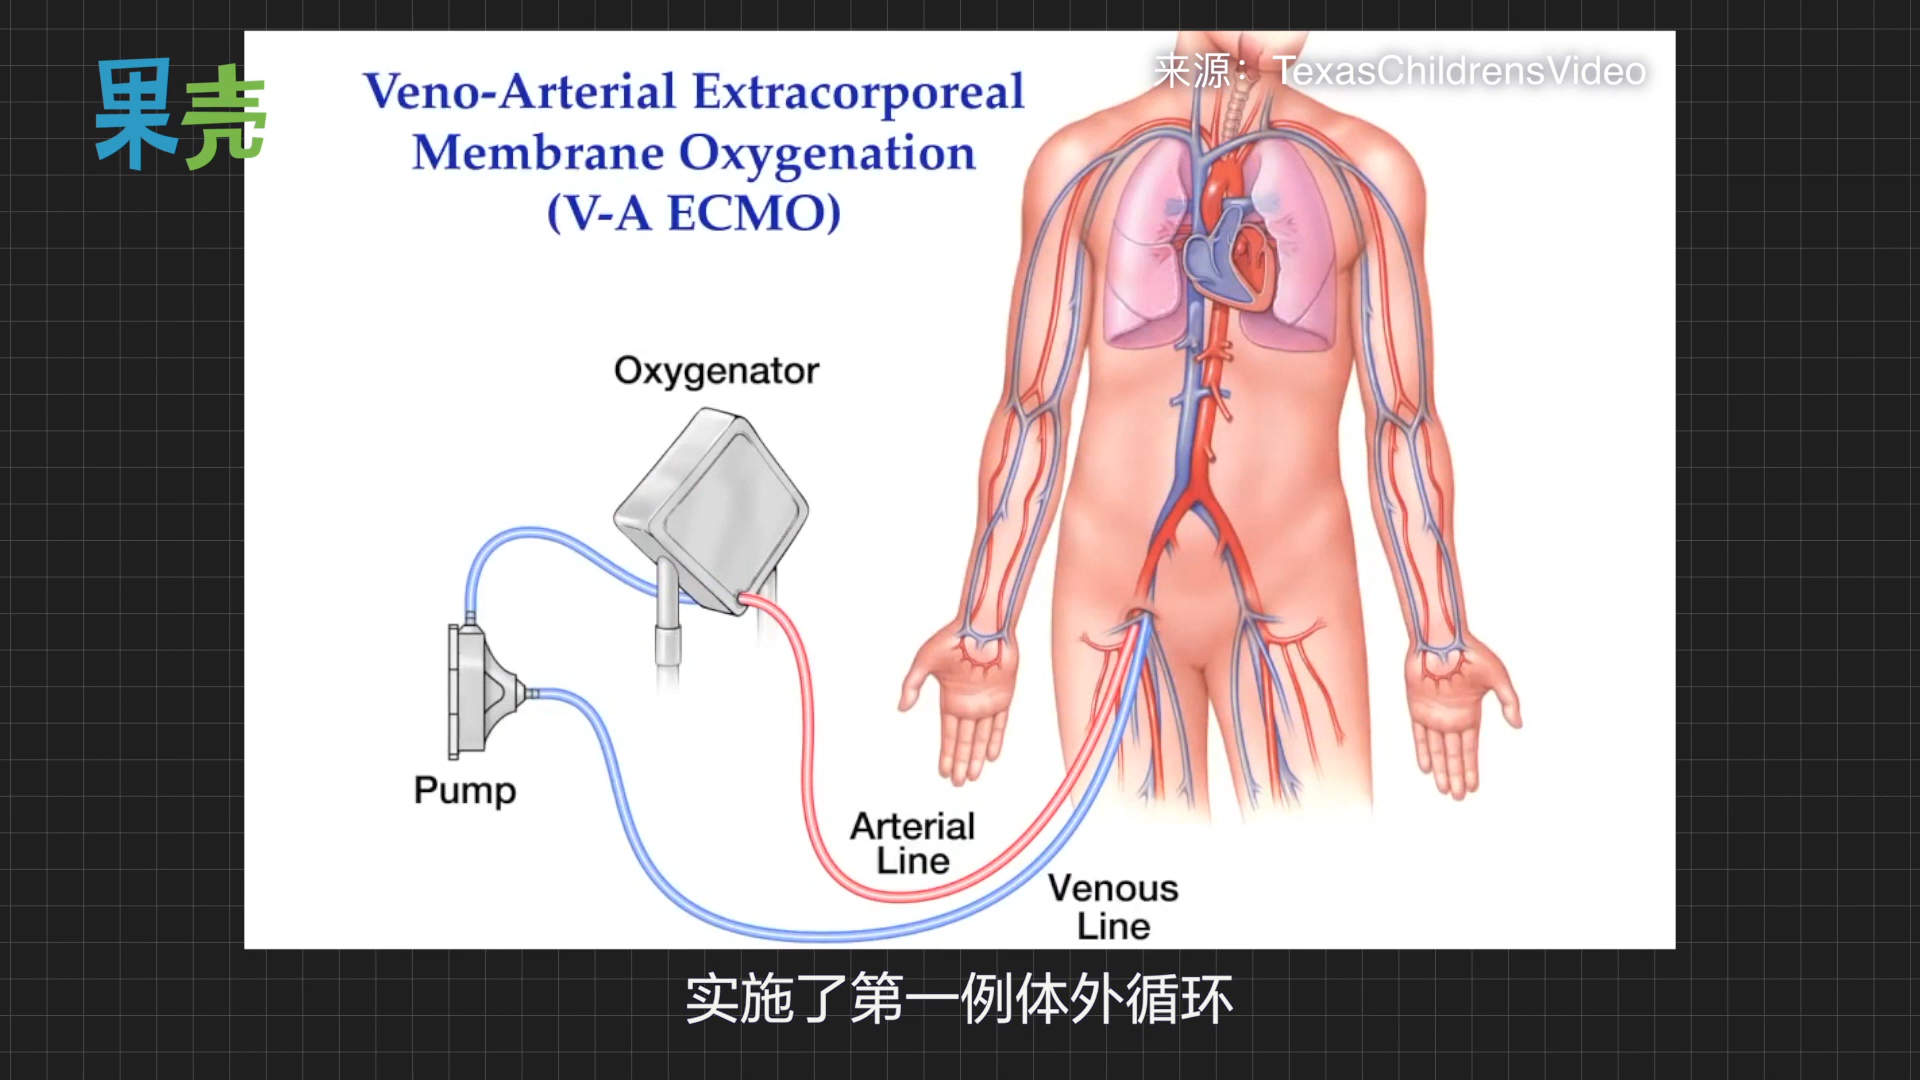 果壳
来源：TexasChildrensVideo
Veno-Arterial Extracorporeal
Membrane Oxygenation
(V-A ECMO)
Oxygenator
Pump
Arterial
Line
Venous
Line
实施了第一例体外循环